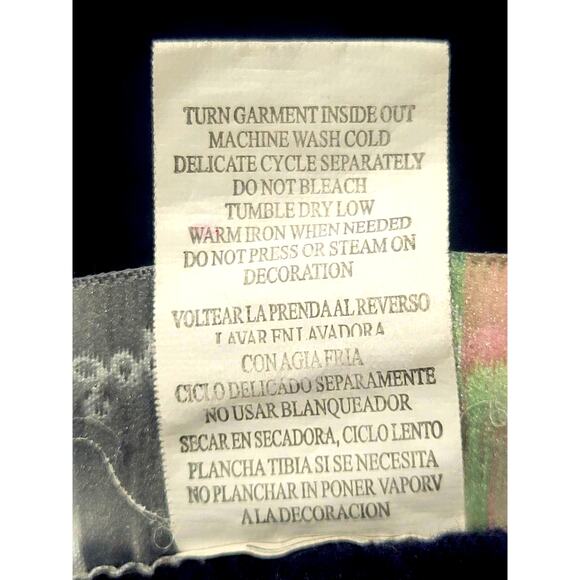 TURN GARMENT INSIDE OUT
MACHINE WASH COLD
DELICATE CYCLE SEPARATELY
DO NOT BLEACH
TUMBLE DRY LOW
WARM IRON WHEN NEEDED
DO NOT PRESS OR STEAM ON
DECORATION
VOLTEAR LA PRENDA AL REVERSO
LAVAR EN LAVADORA
CON AGIA FRIA
CICLO DELICADO SEPARAMENTE
NO USAR BLANQUEADOR
SECAR EN SECADORA, CICLO LENTO
PLANCHA TIBIA SI SE NECESITA
NO PLANCHAR IN PONER VAPORV
A LA DECORACION